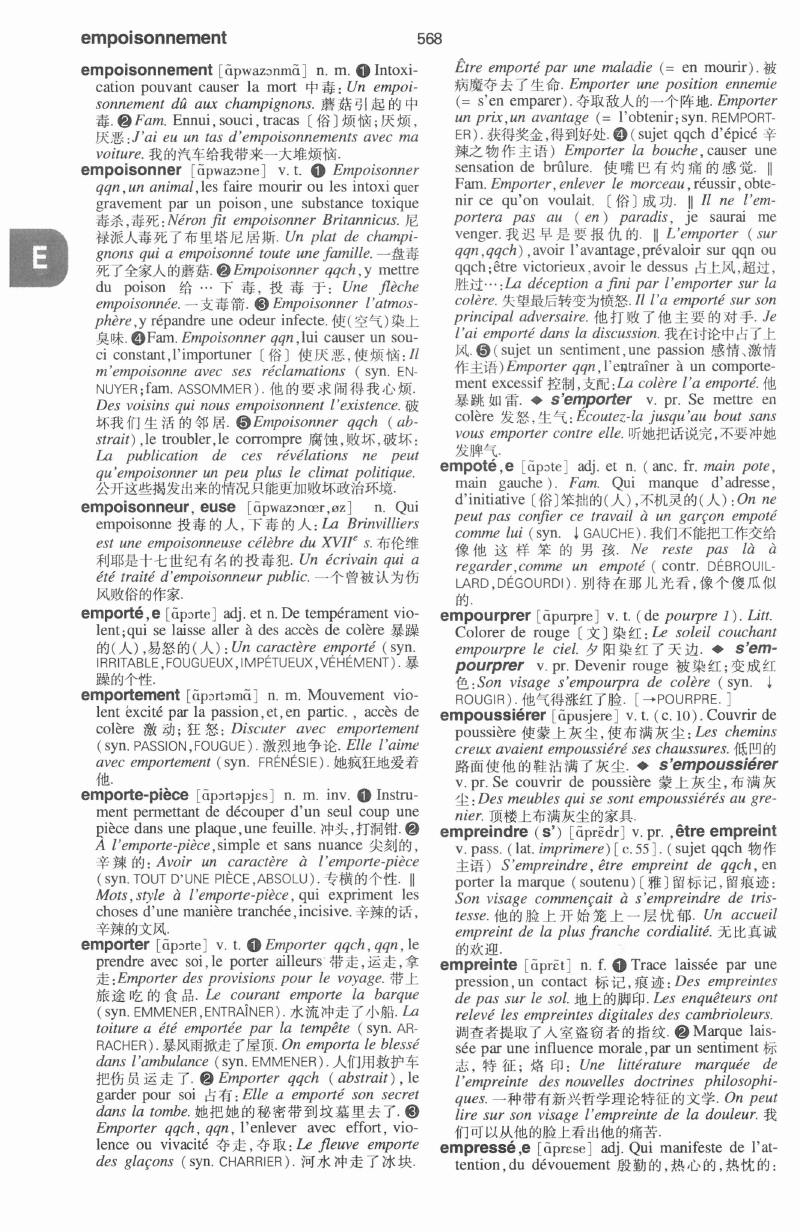 empoisonnement
568
empoisonnement [ɑ̃pwazɔnmɑ̃] n. m. ❶ Intoxi-
cation pouvant causer la mort 中毒: Un empoi-
sonnement dû aux champignons. 蘑菇引起的中
毒. ❷ Fam. Ennui, souci, tracas〔俗〕烦恼;厌烦,
厌恶: J'ai eu un tas d'empoisonnements avec ma
voiture. 我的汽车给我带来一大堆烦恼.
empoisonner [ɑ̃pwazɔne] v. t. ❶ Empoisonner
qqn, un animal, les faire mourir ou les intoxi quer
gravement par un poison, une substance toxique
毒杀,毒死: Néron fit empoisonner Britannicus. 尼
禄派人毒死了布里塔尼居斯. Un plat de champi-
gnons qui a empoisonné toute une famille. 一盘毒
死了全家人的蘑菇. ❷ Empoisonner qqch, y mettre
du poison 给 … 下 毒, 投 毒 于: Une flèche
empoisonnée. 一支毒箭. ❸ Empoisonner l'atmos-
phère, y répandre une odeur infecte. 使(空气)染上
臭味. ❹ Fam. Empoisonner qqn, lui causer un sou-
ci constant, l'importuner〔俗〕使厌恶,使烦恼: Il
m'empoisonne avec ses réclamations (syn. EN-
NUYER; fam. ASSOMMER). 他的要求闹得我心烦.
Des voisins qui nous empoisonnent l'existence. 破
坏我们生活的邻居. ❺ Empoisonner qqch (ab-
strait), le troubler, le corrompre 腐蚀,败坏,破坏:
La publication de ces révélations ne peut
qu'empoisonner un peu plus le climat politique.
公开这些揭发出来的情况只能更加败坏政治环境.
empoisonneur, euse [ɑ̃pwazɔnœr, øz] n. Qui
empoisonne 投毒的人,下毒的人: La Brinvilliers
est une empoisonneuse célèbre du XVIIe s. 布伦维
利耶是十七世纪有名的投毒犯. Un écrivain qui a
été traité d'empoisonneur public. 一个曾被认为伤
风败俗的作家.
emporté, e [ɑ̃pɔrte] adj. et n. De tempérament vio-
lent; qui se laisse aller à des accès de colère 暴躁
的(人),易怒的(人): Un caractère emporté (syn.
IRRITABLE, FOUGUEUX, IMPÉTUEUX, VÉHÉMENT). 暴
躁的个性.
emportement [ɑ̃pɔrtəmɑ̃] n. m. Mouvement vio-
lent excité par la passion, et, en partic. , accès de
colère 激动; 狂怒: Discuter avec emportement
(syn. PASSION, FOUGUE). 激烈地争论. Elle l'aime
avec emportement (syn. FRÉNÉSIE). 她疯狂地爱着
他.
emporte-pièce [ɑ̃pɔrtəpjɛs] n. m. inv. ❶ Instru-
ment permettant de découper d'un seul coup une
pièce dans une plaque, une feuille. 冲头,打洞钳. ❷
À l'emporte-pièce, simple et sans nuance 尖刻的,
辛辣的: Avoir un caractère à l'emporte-pièce
(syn. TOUT D'UNE PIÈCE, ABSOLU). 专横的个性. ‖
Mots, style à l'emporte-pièce, qui expriment les
choses d'une manière tranchée, incisive. 辛辣的话,
辛辣的文风.
emporter [ɑ̃pɔrte] v. t. ❶ Emporter qqch, qqn, le
prendre avec soi, le porter ailleurs 带走,运走,拿
走: Emporter des provisions pour le voyage. 带上
旅途吃的食品. Le courant emporte la barque
(syn. EMMENER, ENTRAÎNER). 水流冲走了小船. La
toiture a été emportée par la tempête (syn. AR-
RACHER). 暴风雨掀走了屋顶. On emporta le blessé
dans l'ambulance (syn. EMMENER). 人们用救护车
把伤员运走了. ❷ Emporter qqch (abstrait), le
garder pour soi 占有: Elle a emporté son secret
dans la tombe. 她把她的秘密带到坟墓里去了. ❸
Emporter qqch, qqn, l'enlever avec effort, vio-
lence ou vivacité 夺走,夺取: Le fleuve emporte
des glaçons (syn. CHARRIER). 河水冲走了冰块.
E
Être emporté par une maladie (= en mourir). 被
病魔夺去了生命. Emporter une position ennemie
(= s'en emparer). 夺取敌人的一个阵地. Emporter
un prix, un avantage (= l'obtenir; syn. REMPORT-
ER). 获得奖金,得到好处. ❹ (sujet qqch d'épicé 辛
辣之物作主语) Emporter la bouche, causer une
sensation de brûlure. 使嘴巴有灼痛的感觉. ‖
Fam. Emporter, enlever le morceau, réussir, obte-
nir ce qu'on voulait. 〔俗〕成功. ‖ Il ne l'em-
portera pas au (en) paradis, je saurai me
venger. 我迟早是要报仇的. ‖ L'emporter (sur
qqn, qqch), avoir l'avantage, prévaloir sur qqn ou
qqch; être victorieux, avoir le dessus 占上风,超过,
胜过…: La déception a fini par l'emporter sur la
colère. 失望最后转变为愤怒. Il l'a emporté sur son
principal adversaire. 他打败了他主要的对手. Je
l'ai emporté dans la discussion. 我在讨论中占了上
风. ❺ (sujet un sentiment, une passion 感情、激情
作主语) Emporter qqn, l'entraîner à un comporte-
ment excessif 控制,支配: La colère l'a emporté. 他
暴跳如雷. ◆ s'emporter v. pr. Se mettre en
colère 发怒,生气: Écoutez-la jusqu'au bout sans
vous emporter contre elle. 听她把话说完,不要冲她
发脾气.
empoté, e [ɑ̃pɔte] adj. et n. (anc. fr. main pote,
main gauche). Fam. Qui manque d'adresse,
d'initiative〔俗〕笨拙的(人),不机灵的(人): On ne
peut pas confier ce travail à un garçon empoté
comme lui (syn. ↓GAUCHE). 我们不能把工作交给
像他这样笨的男孩. Ne reste pas là à
regarder, comme un empoté (contr. DÉBROUIL-
LARD, DÉGOURDI). 别待在那儿光看,像个傻瓜似
的.
empourprer [ɑ̃purpre] v. t. (de pourpre 1). Litt.
Colorer de rouge〔文〕染红: Le soleil couchant
empourpre le ciel. 夕阳染红了天边. ◆ s'em-
pourprer v. pr. Devenir rouge 被染红;变成红
色: Son visage s'empourpra de colère (syn. ↓
ROUGIR). 他气得涨红了脸. [→POURPRE.]
empoussiérer [ɑ̃pusjere] v. t. (c. 10). Couvrir de
poussière 使蒙上灰尘,使布满灰尘: Les chemins
creux avaient empoussiéré ses chaussures. 低凹的
路面使他的鞋沾满了灰尘. ◆ s'empoussiérer
v. pr. Se couvrir de poussière 蒙上灰尘,布满灰
尘: Des meubles qui se sont empoussiérés au gre-
nier. 顶楼上布满灰尘的家具.
empreindre (s') [ɑ̃prɛ̃dr] v. pr. , être empreint
v. pass. (lat. imprimere) [c. 55]. (sujet qqch 物作
主语) S'empreindre, être empreint de qqch, en
porter la marque (soutenu)〔雅〕留标记,留痕迹:
Son visage commençait à s'empreindre de tris-
tesse. 他的脸上开始笼上一层忧郁. Un accueil
empreint de la plus franche cordialité. 无比真诚
的欢迎.
empreinte [ɑ̃prɛ̃t] n. f. ❶ Trace laissée par une
pression, un contact 标记,痕迹: Des empreintes
de pas sur le sol. 地上的脚印. Les enquêteurs ont
relevé les empreintes digitales des cambrioleurs.
调查者提取了入室盗窃者的指纹. ❷ Marque lais-
sée par une influence morale, par un sentiment 标
志, 特征; 烙印: Une littérature marquée de
l'empreinte des nouvelles doctrines philosophi-
ques. 一种带有新兴哲学理论特征的文学. On peut
lire sur son visage l'empreinte de la douleur. 我
们可以从他的脸上看出他的痛苦.
empressé, e [ɑ̃prɛse] adj. Qui manifeste de l'at-
tention, du dévouement 殷勤的,热心的,热忱的: